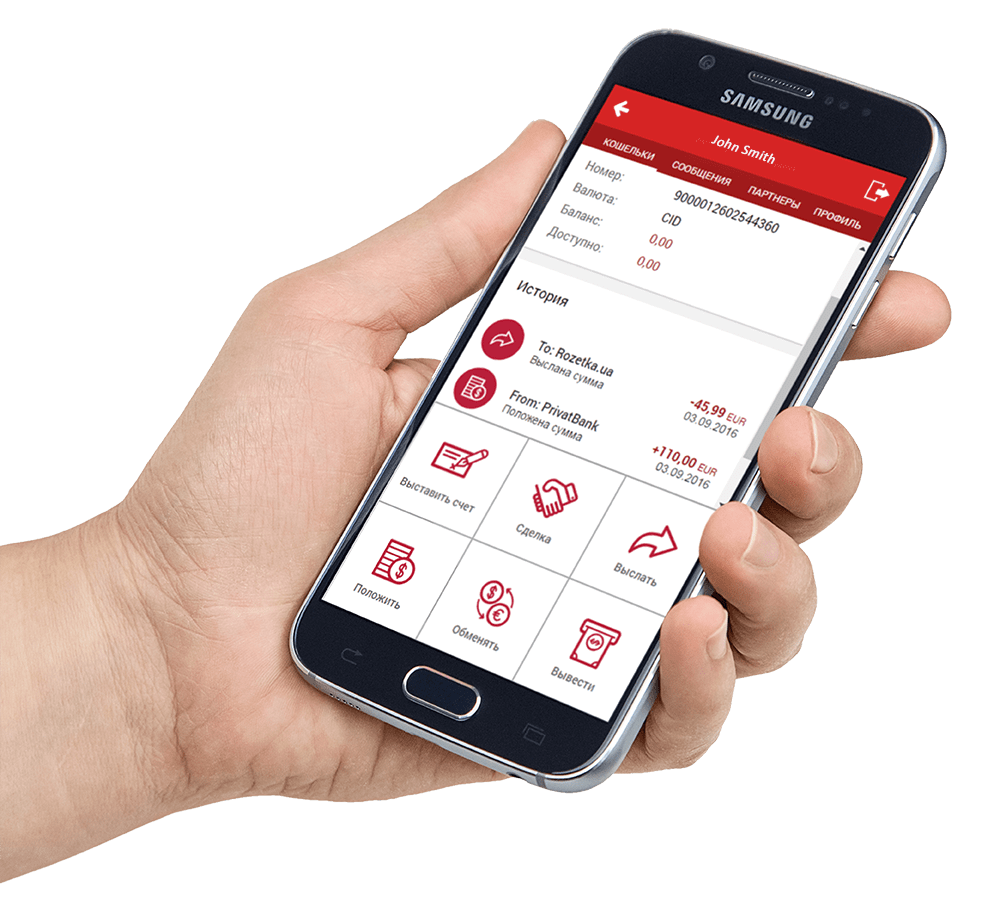 SAMSUNG
John Smith
КОШЕЛЬКИ СООБЩЕНИЯ ПАРТНЕРЫ ПРОФИЛЬ
Номер: 9000012602544360
Валюта: CID
Баланс: 0,00
Доступно: 0,00
История
To: Rozetka.ua
Выслана сумма
-45,99 EUR
03.09.2016
From: PrivatBank
Положена сумма
+110,00 EUR
03.09.2016
Выставить счет
Сделка
Выслать
Положить
Обменять
Вывести